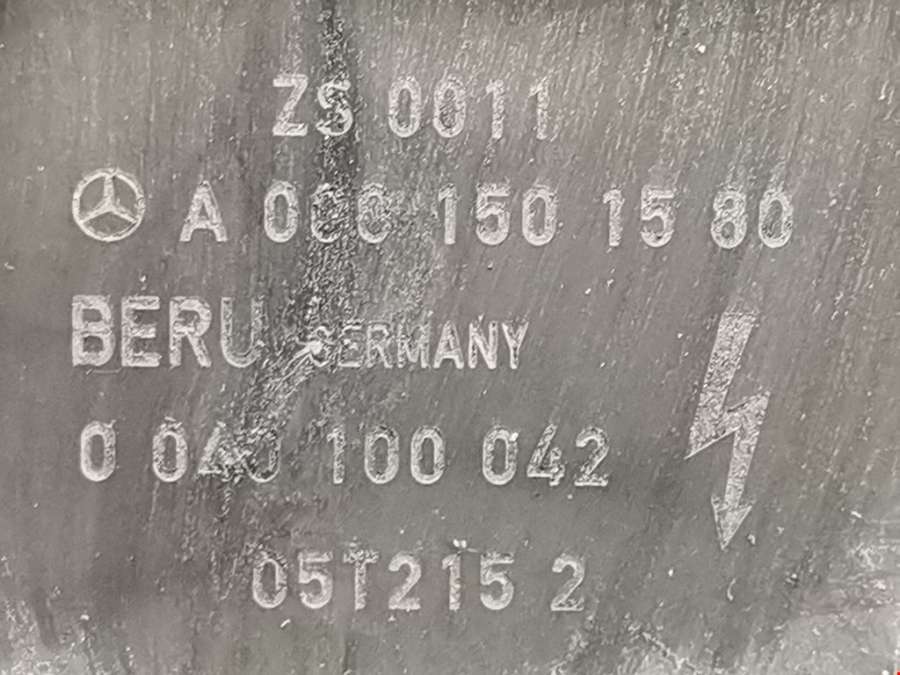 ZS 0011
A 000 150 15 80
BERU GERMANY
0 040 100 042
05T215 2